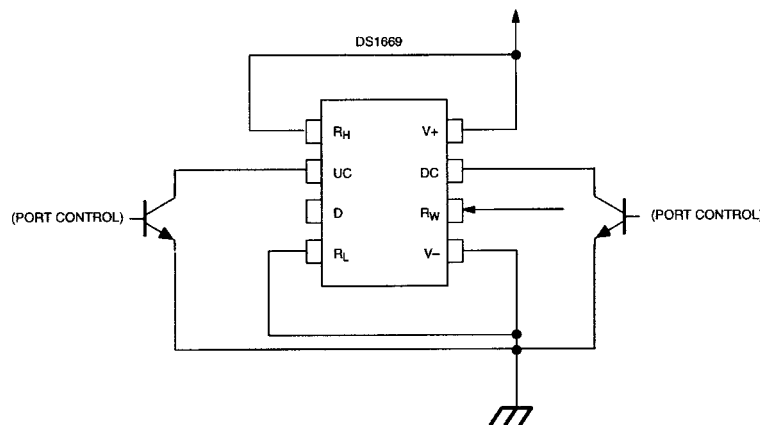 DS1669
RH V+
UC DC
(PORT CONTROL) D RW (PORT CONTROL)
RL V–